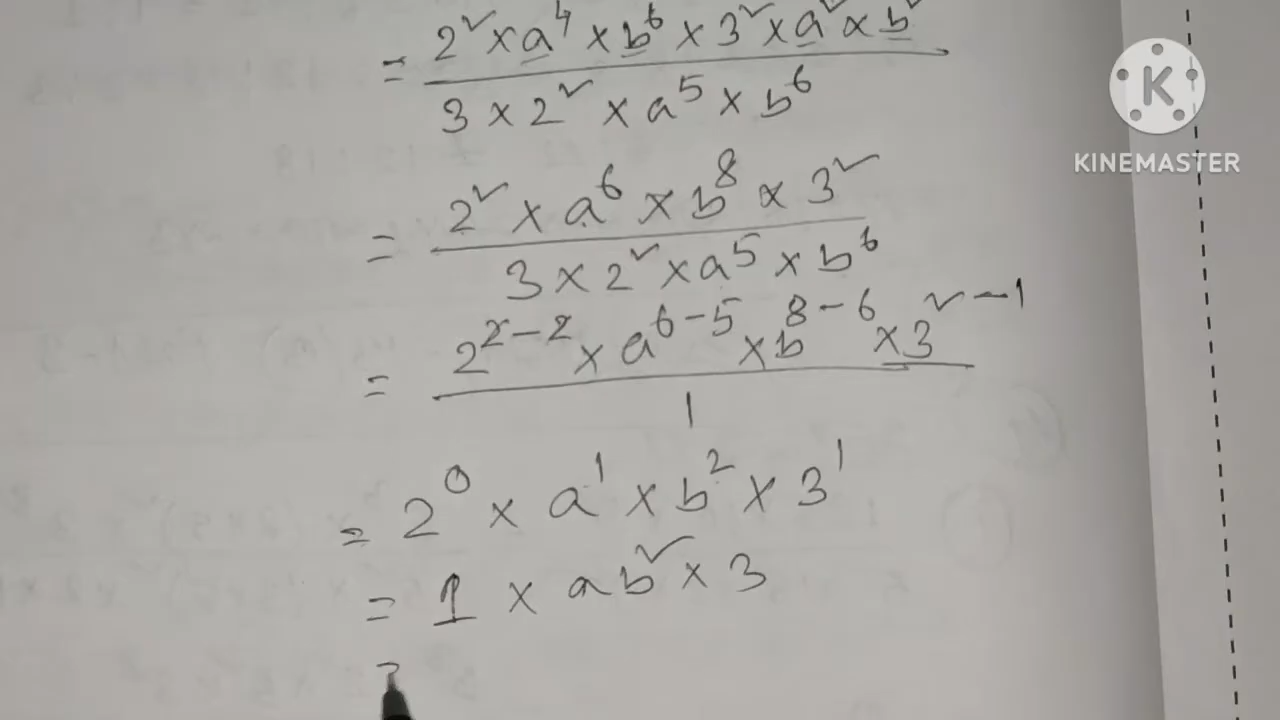 = 2² × a⁴ × b⁶ × 3² × a² × b²
3 × 2² × a⁵ × b⁶
= 2² × a⁶ × b⁸ × 3²
3 × 2² × a⁵ × b⁶
= 2²⁻² × a⁶⁻⁵ × b⁸⁻⁶ × 3²⁻¹
1
= 2⁰ × a¹ × b² × 3¹
= 1 × ab² × 3
=
K
KINEMASTER